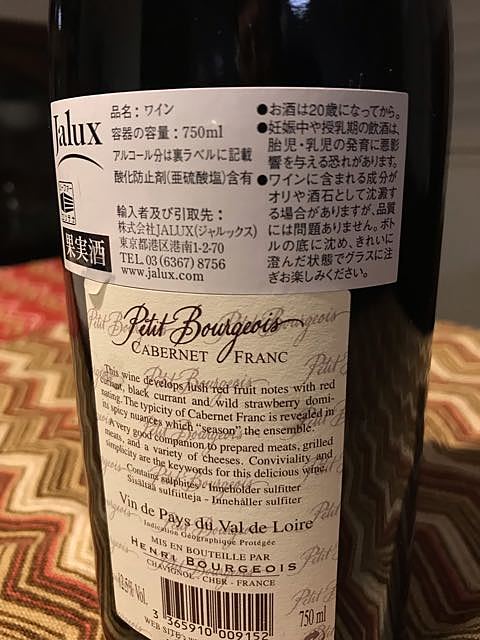 Jalux
品名：ワイン
容器の容量：750ml
アルコール分は裏ラベルに記載
酸化防止剤(亜硫酸塩)含有
輸入者及び引取先：
株式会社JALUX(ジャルックス)
東京都港区港南1-2-70
TEL 03(6367)8756
www.jalux.com
果実酒
●お酒は20歳になってから。
●妊娠中や授乳期の飲酒は、
胎児・乳児の発育に悪影
響を与える恐れがあります。
●ワインに含まれる成分が
オリや酒石として沈澱す
る場合がありますが、品質
には問題ありません。ボト
ルの底に沈め、きれいに
澄んだ状態でグラスに注
ぎお楽しみください。
Petit Bourgeois
CABERNET FRANC
This wine develops lush red fruit notes with red
currant, black currant and wild strawberry domi-
nating. The typicity of Cabernet Franc is revealed in
its spicy nuances which "season" the ensemble.
A very good companion to prepared meats, grilled
meats, and a variety of cheeses. Conviviality and
simplicity are the keywords for this delicious wine.
Contains sulphites - Inneholder sulfitter
Sisältää sulfiitteja - Innehåller sulfiter
Vin de Pays du Val de Loire
Indication Géographique Protégée
MIS EN BOUTEILLE PAR
HENRI BOURGEOIS
CHAVIGNOL - CHER - FRANCE
% Vol.
3 365910 009152
750 ml
WEB SITE